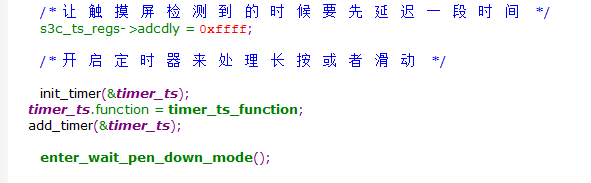 /*让触摸屏检测到的时候要先延迟一段时间 */
s3c_ts_regs->adcdly = 0xffff;
/*开启定时器来处理长按或者滑动 */
init_timer(&timer_ts);
timer_ts.function = timer_ts_function;
add_timer(&timer_ts);
enter_wait_pen_down_mode();